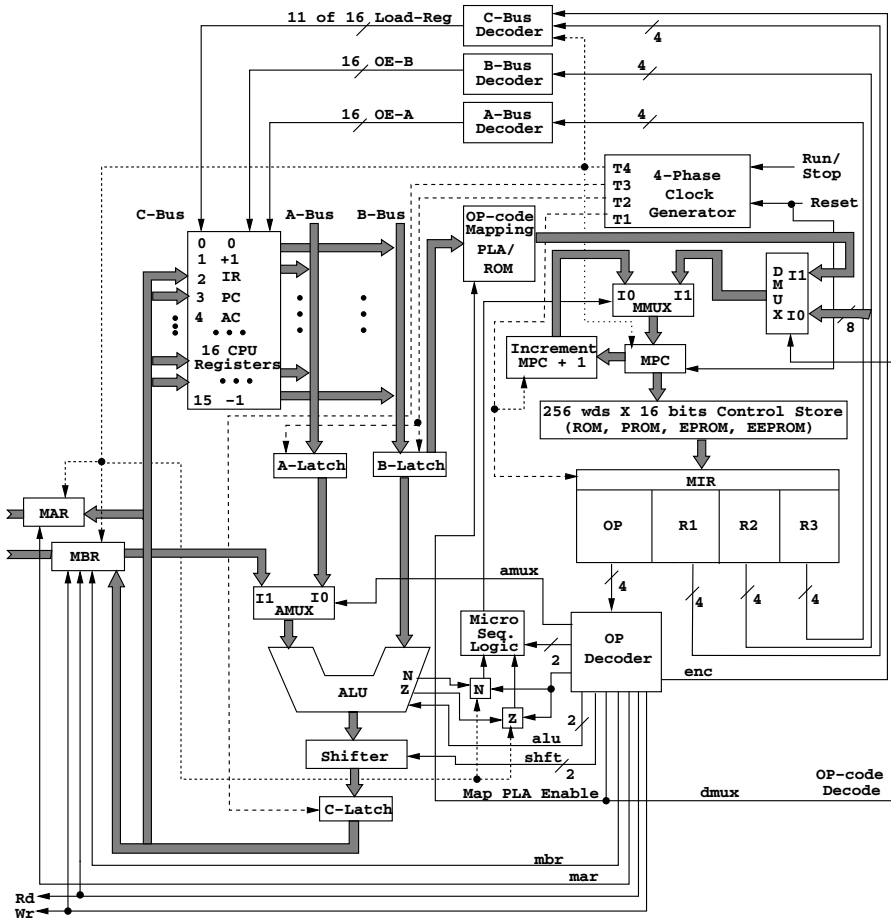 11 of 16 Load-Reg
C-Bus
Decoder
4
16 OE-B
B-Bus
Decoder
4
16 OE-A
A-Bus
Decoder
4
T4
T3
T2
T1
4-Phase
Clock
Generator
Run/
Stop
Reset
C-Bus
A-Bus
B-Bus
OP-code
Mapping
PLA/
ROM
0 0
1 +1
2 IR
3 PC
4 AC
16 CPU
Registers
15 -1
I0 I1
MMUX
D
M
U
X
I1
I0
8
Increment
MPC + 1
MPC
256 wds X 16 bits Control Store
(ROM, PROM, EPROM, EEPROM)
A-Latch
B-Latch
MIR
OP
R1
R2
R3
MAR
MBR
4
4
4
4
I1 I0
AMUX
amux
Micro
Seq.
Logic
2
OP
Decoder
enc
ALU
N
Z
N
Z
alu
2
Shifter
shft
2
C-Latch
Map PLA Enable
dmux
OP-code
Decode
mbr
mar
Rd
Wr